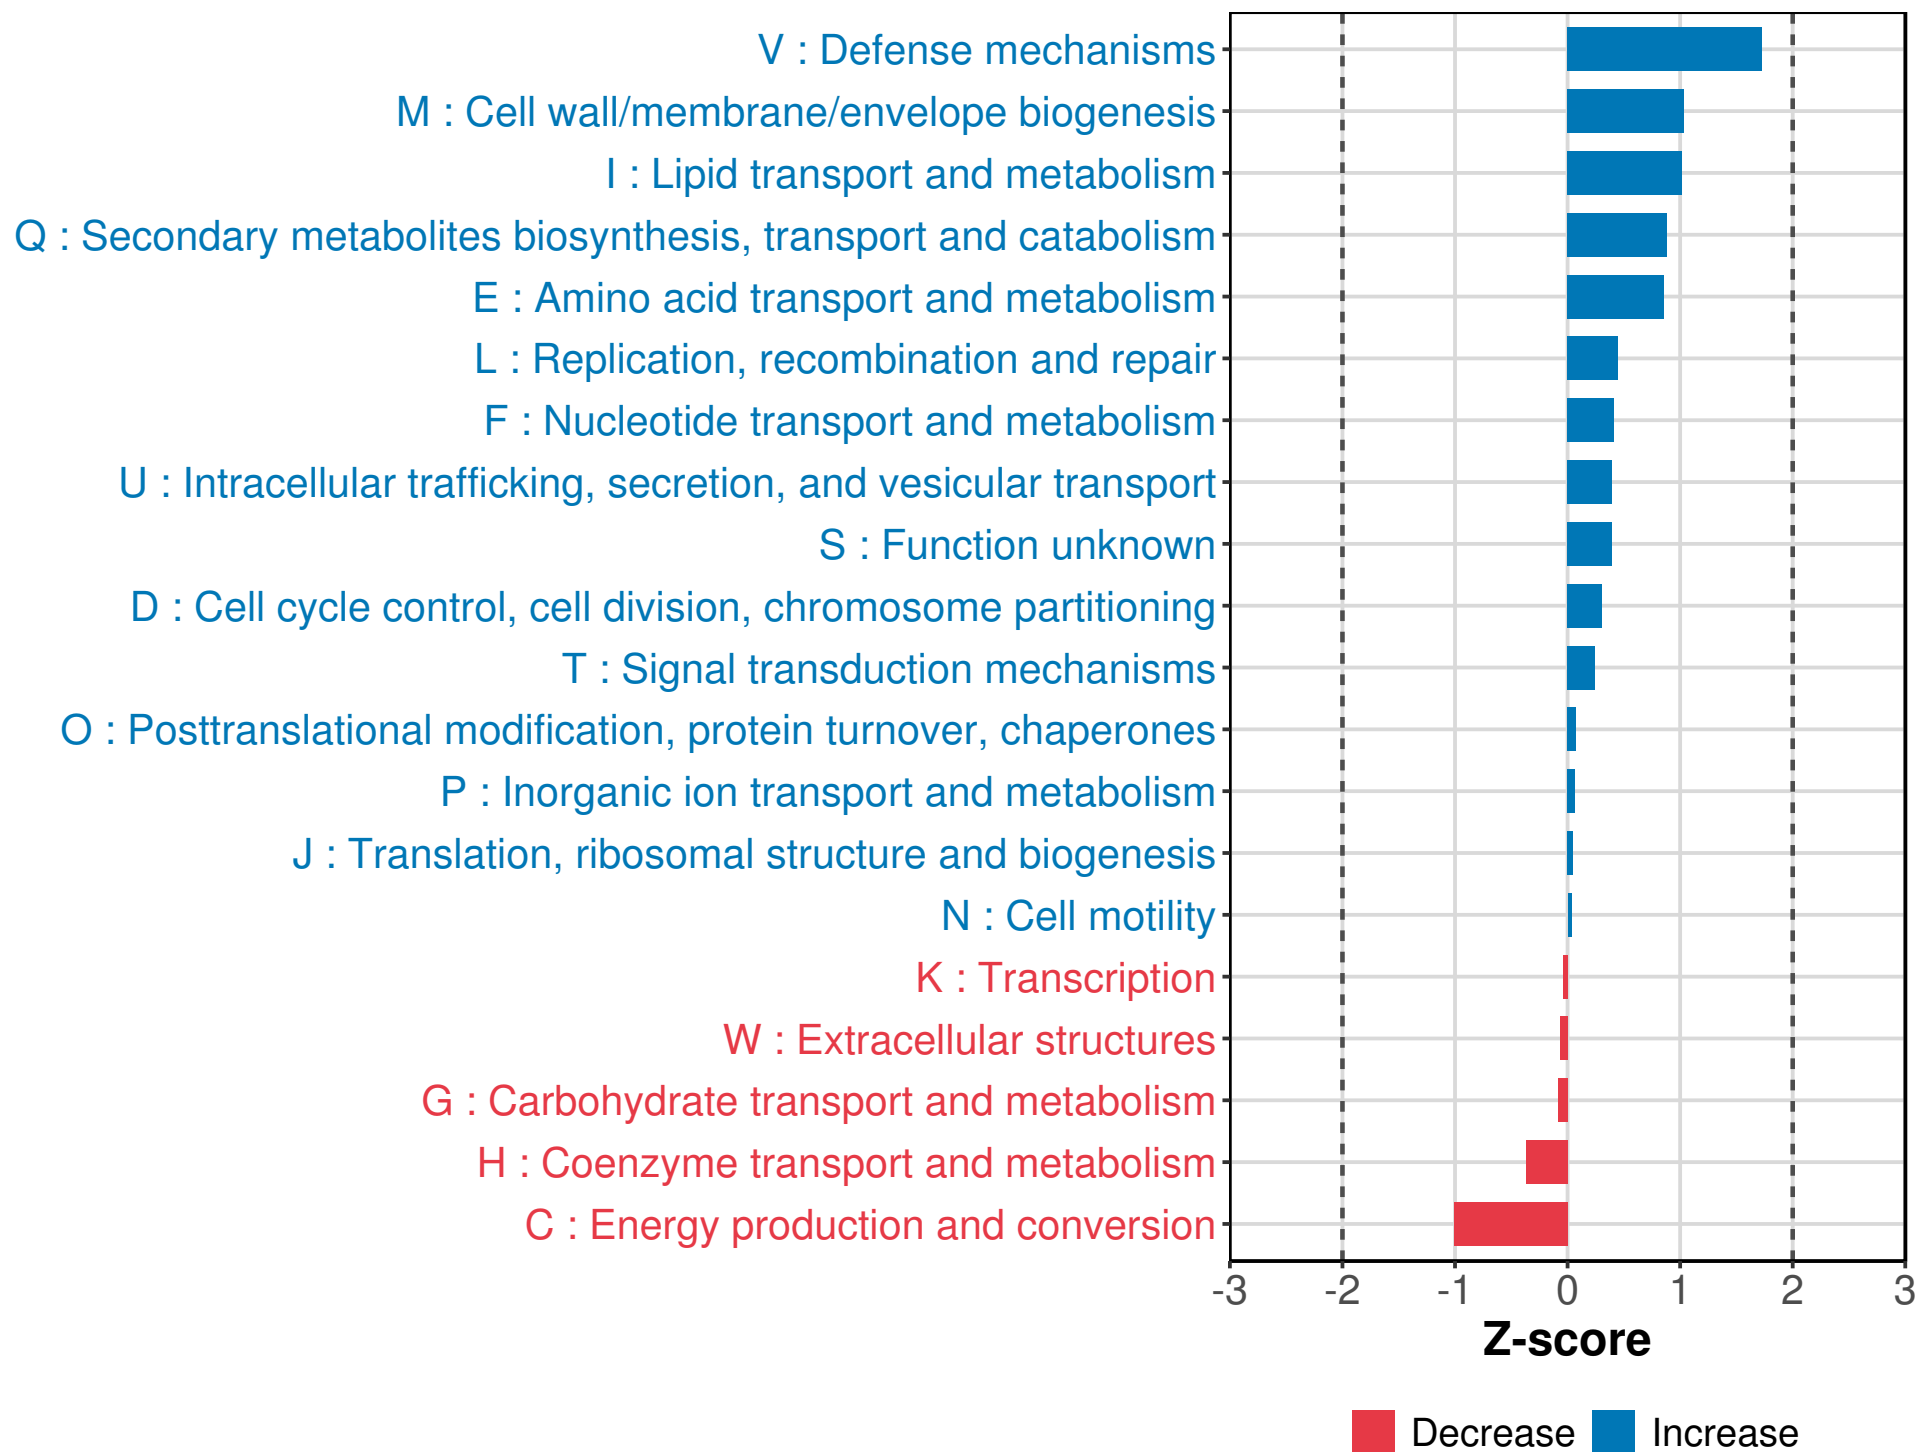 V : Defense mechanisms
M : Cell wall/membrane/envelope biogenesis
I : Lipid transport and metabolism
Q : Secondary metabolites biosynthesis, transport and catabolism
E : Amino acid transport and metabolism
L : Replication, recombination and repair
F : Nucleotide transport and metabolism
U : Intracellular trafficking, secretion, and vesicular transport
S : Function unknown
D : Cell cycle control, cell division, chromosome partitioning
T : Signal transduction mechanisms
O : Posttranslational modification, protein turnover, chaperones
P : Inorganic ion transport and metabolism
J : Translation, ribosomal structure and biogenesis
N : Cell motility
K : Transcription
W : Extracellular structures
G : Carbohydrate transport and metabolism
H : Coenzyme transport and metabolism
C : Energy production and conversion
-3 -2 -1 0 1 2 3
Z-score
Decrease Increase